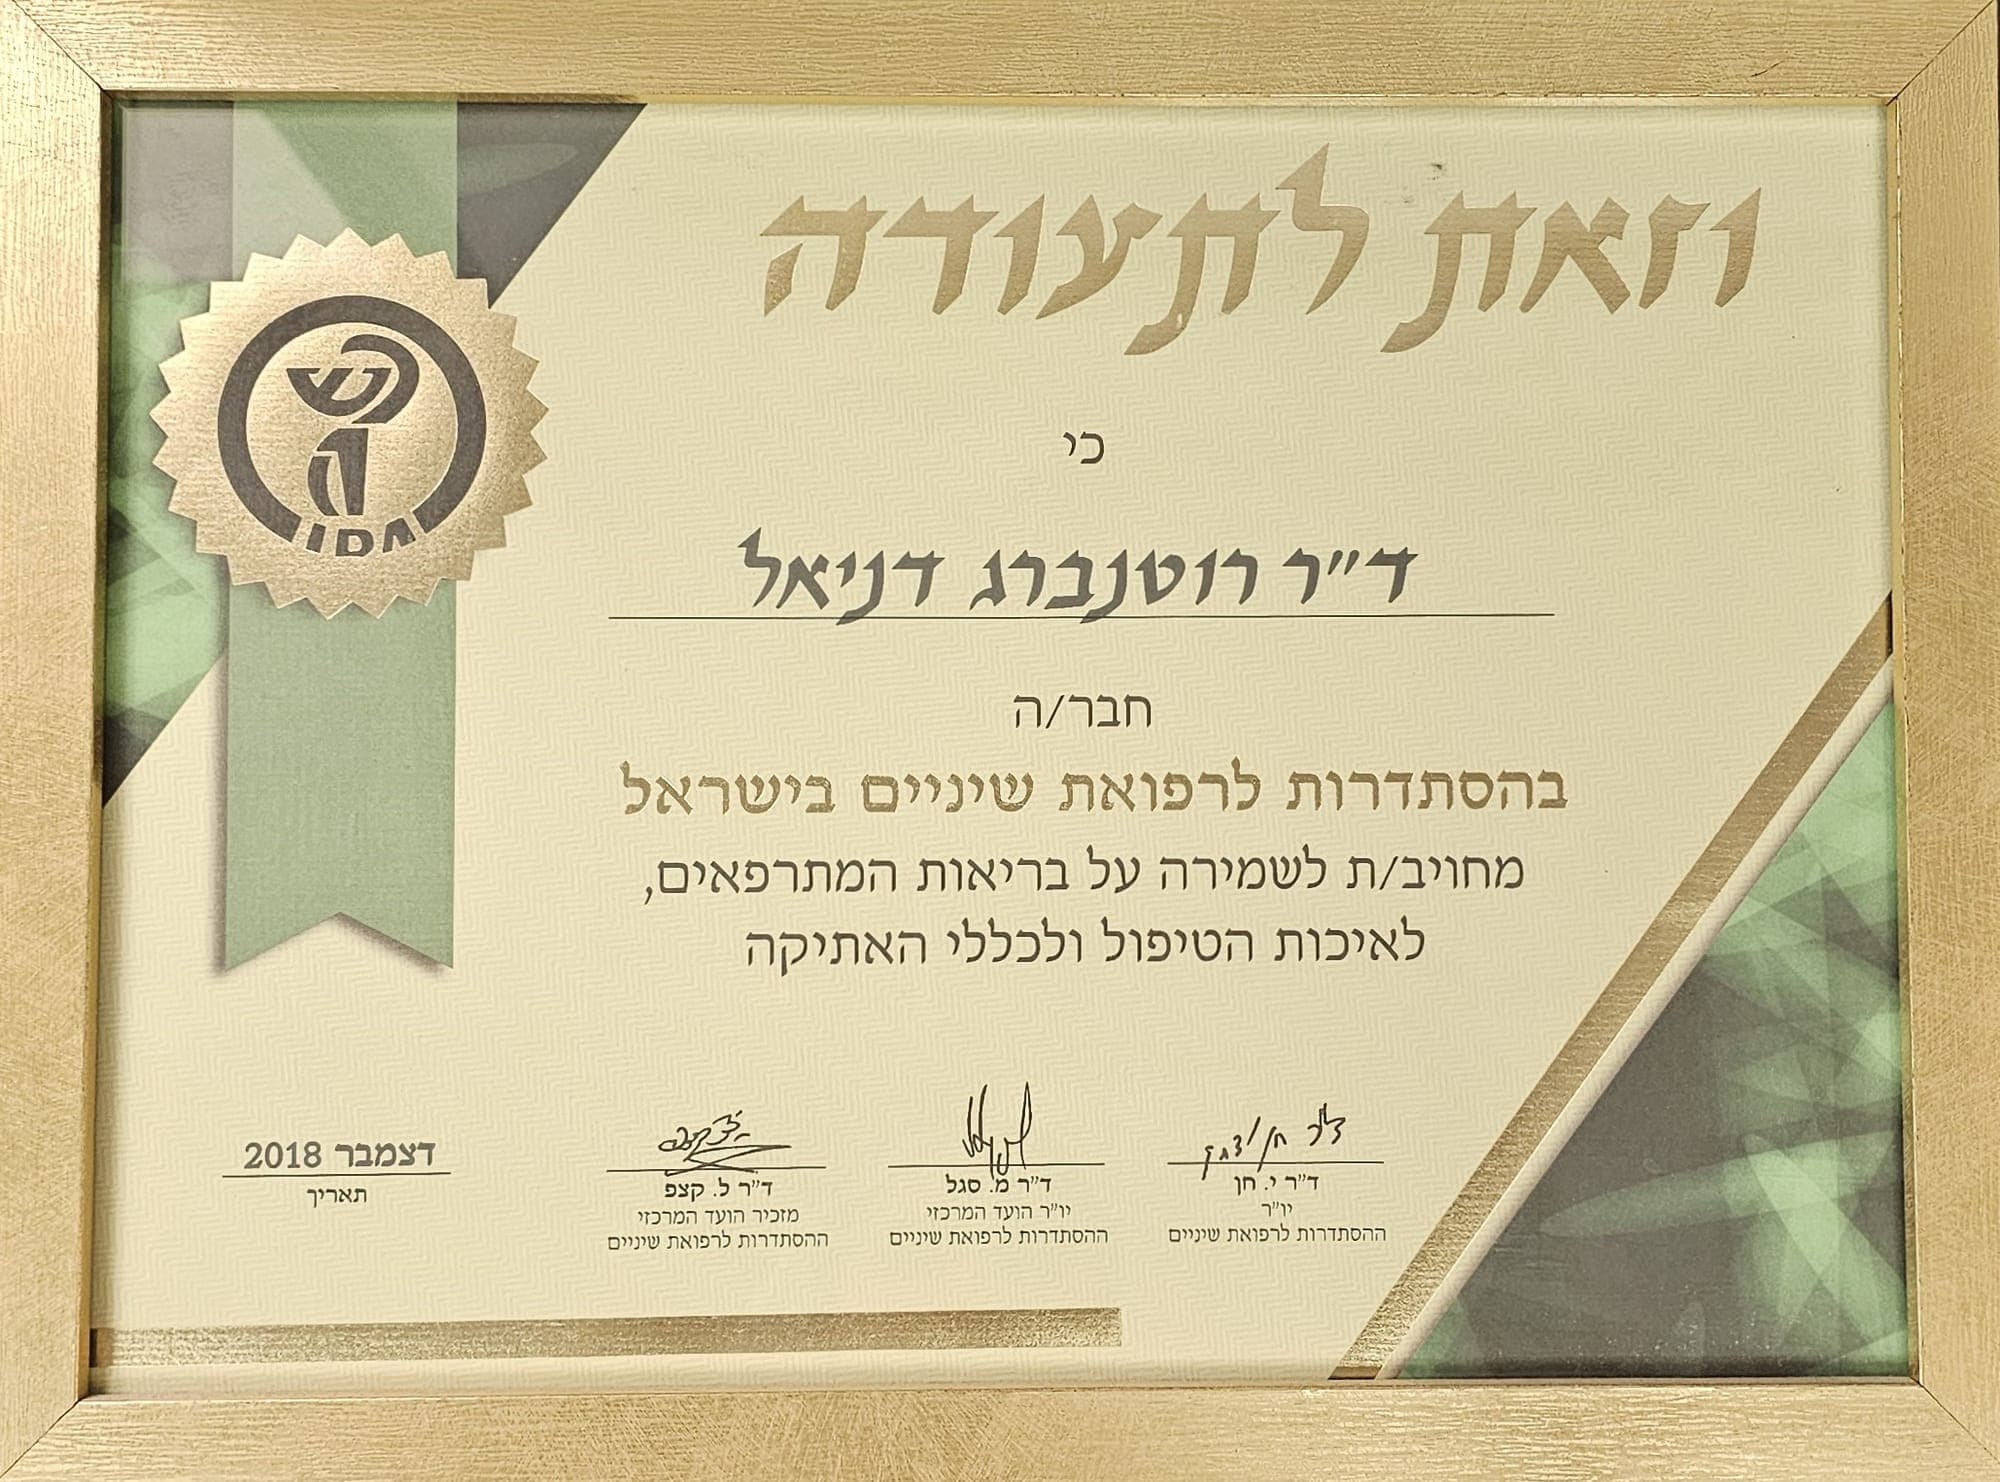 וזאת לתעודה
IDA
כי
ד"ר רוטנברג דניאל
חבר/ה
בהסתדרות לרפואת שיניים בישראל
מחויב/ת לשמירה על בריאות המתרפאים,
לאיכות הטיפול ולכללי האתיקה
ד"ר י. חן
יו"ר
ההסתדרות לרפואת שיניים
ד"ר מ. סגל
יו"ר הועד המרכזי
ההסתדרות לרפואת שיניים
ד"ר ל. קצפ
מזכיר הועד המרכזי
ההסתדרות לרפואת שיניים
דצמבר 2018
תאריך